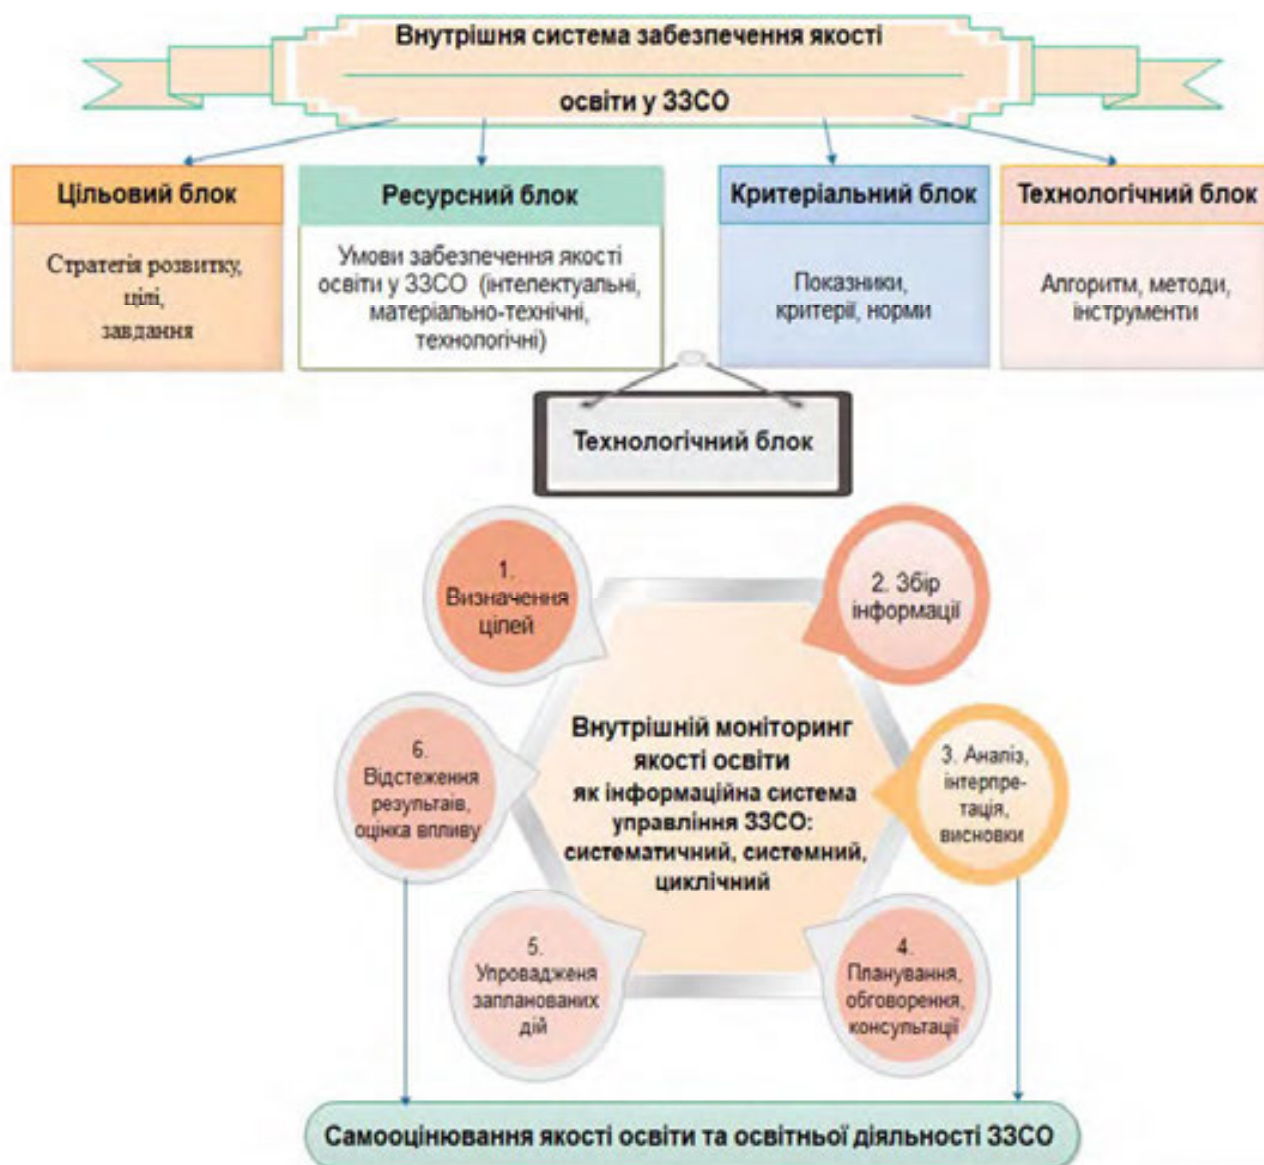 Внутрішня система забезпечення якості
освіти у ЗЗСО
Цільовий блок
Стратегія розвитку,
цілі,
завдання
Ресурсний блок
Умови забезпечення якості
освіти у ЗЗСО (інтелектуальні,
матеріально-технічні,
технологічні)
Критеріальний блок
Показники,
критерії, норми
Технологічний блок
Алгоритм, методи,
інструменти
Технологічний блок
1.
Визначення
цілей
2. Збір
інформації
3. Аналіз,
інтерпре-
тація,
висновки
4.
Планування,
обговорення,
консультації
5.
Упровадженя
запланованих
дій
6.
Відстеження
результаів,
оцінка впливу
Внутрішній моніторинг
якості освіти
як інформаційна система
управління ЗЗСО:
систематичний, системний,
циклічний
Самооцінювання якості освіти та освітньої діяльності ЗЗСО